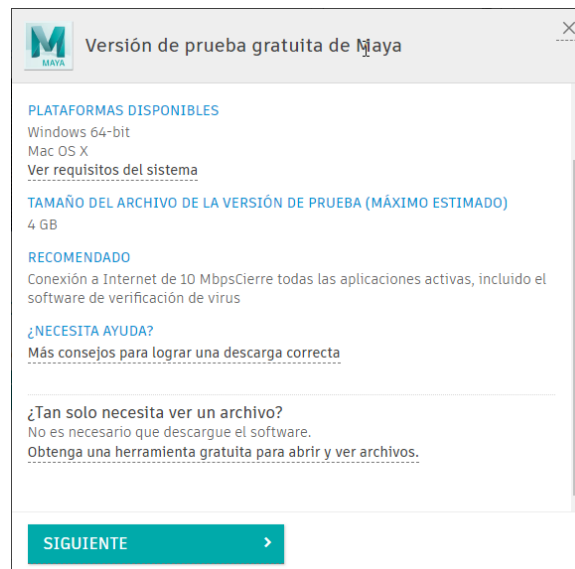 MAYA
Versión de prueba gratuita de Maya
PLATAFORMAS DISPONIBLES
Windows 64-bit
Mac OS X
Ver requisitos del sistema
TAMAÑO DEL ARCHIVO DE LA VERSIÓN DE PRUEBA (MÁXIMO ESTIMADO)
4 GB
RECOMENDADO
Conexión a Internet de 10 MbpsCierre todas las aplicaciones activas, incluido el
software de verificación de virus
¿NECESITA AYUDA?
Más consejos para lograr una descarga correcta
¿Tan solo necesita ver un archivo?
No es necesario que descargue el software.
Obtenga una herramienta gratuita para abrir y ver archivos.
SIGUIENTE